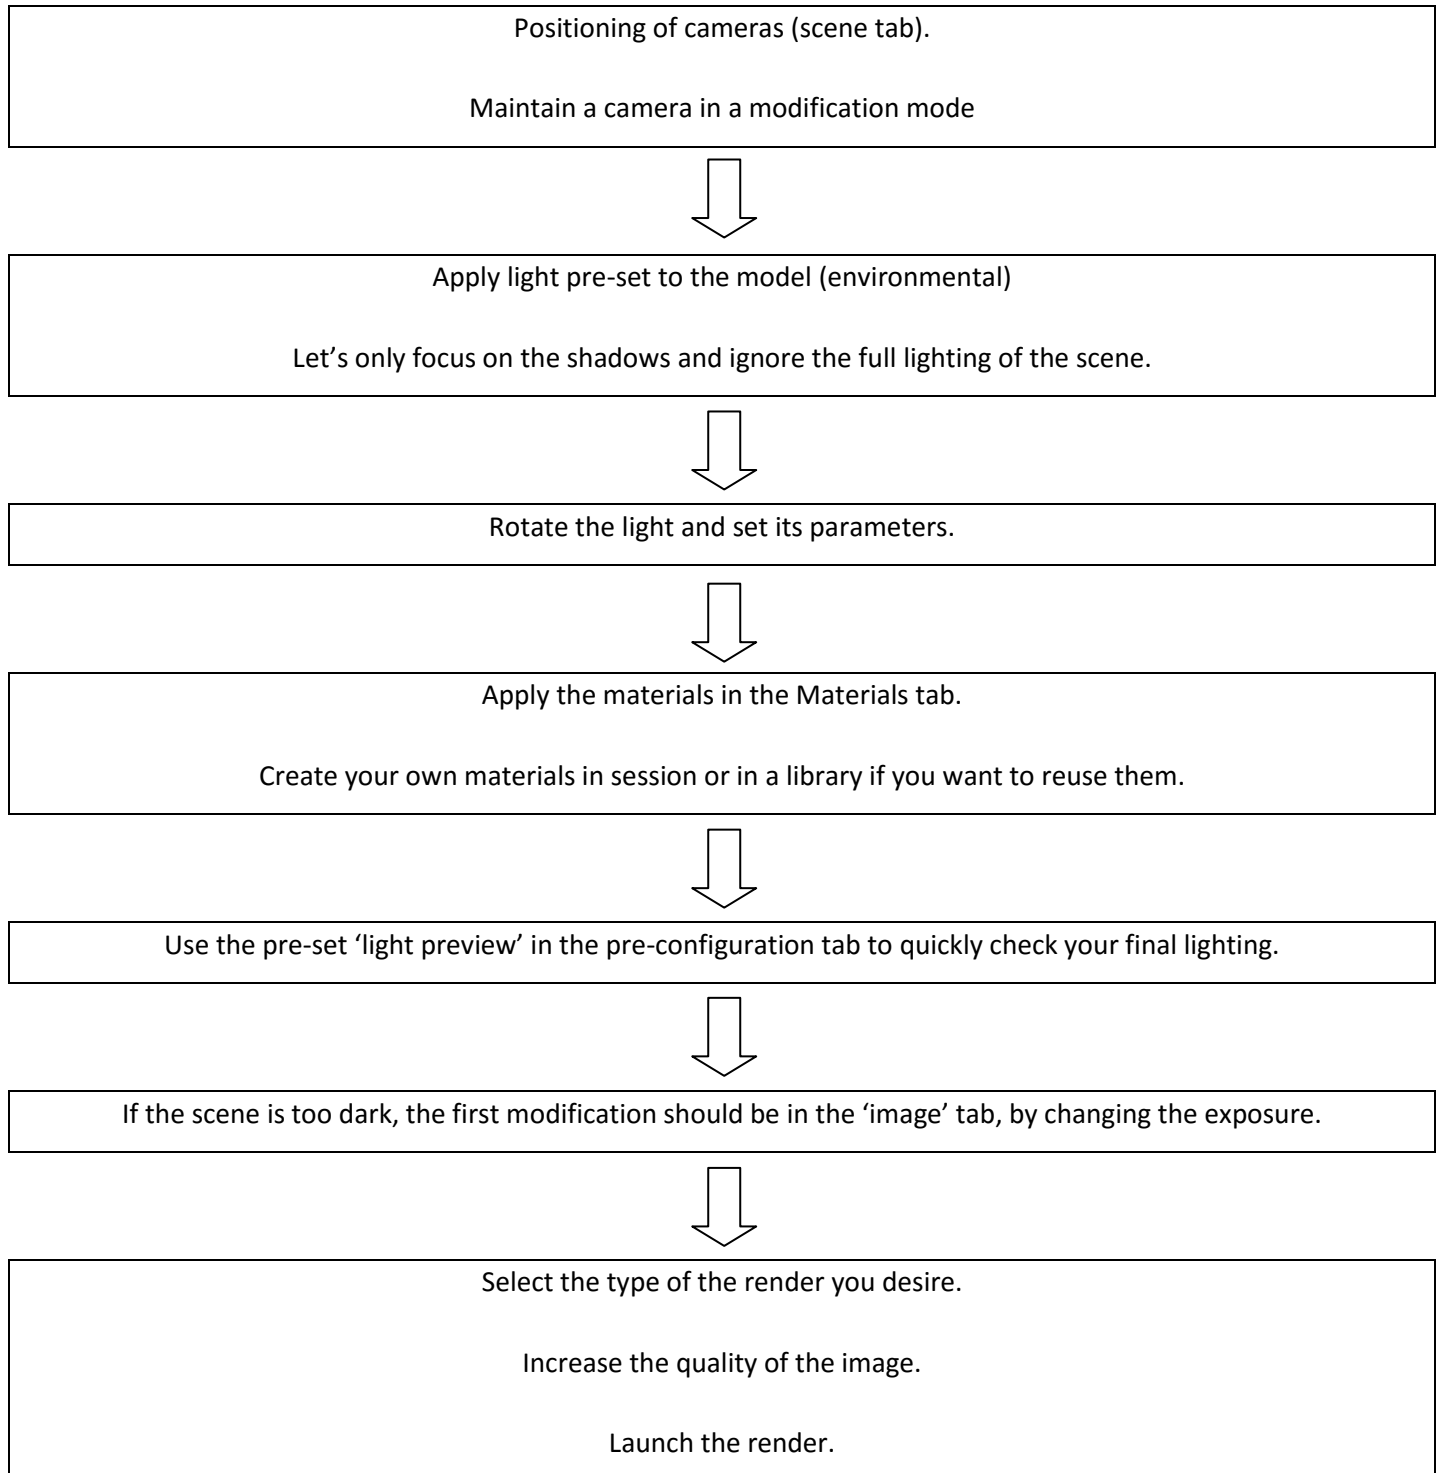 Positioning of cameras (scene tab).
Maintain a camera in a modification mode
Apply light pre-set to the model (environmental)
Let’s only focus on the shadows and ignore the full lighting of the scene.
Rotate the light and set its parameters.
Apply the materials in the Materials tab.
Create your own materials in session or in a library if you want to reuse them.
Use the pre-set ‘light preview’ in the pre-configuration tab to quickly check your final lighting.
If the scene is too dark, the first modification should be in the ‘image’ tab, by changing the exposure.
Select the type of the render you desire.
Increase the quality of the image.
Launch the render.